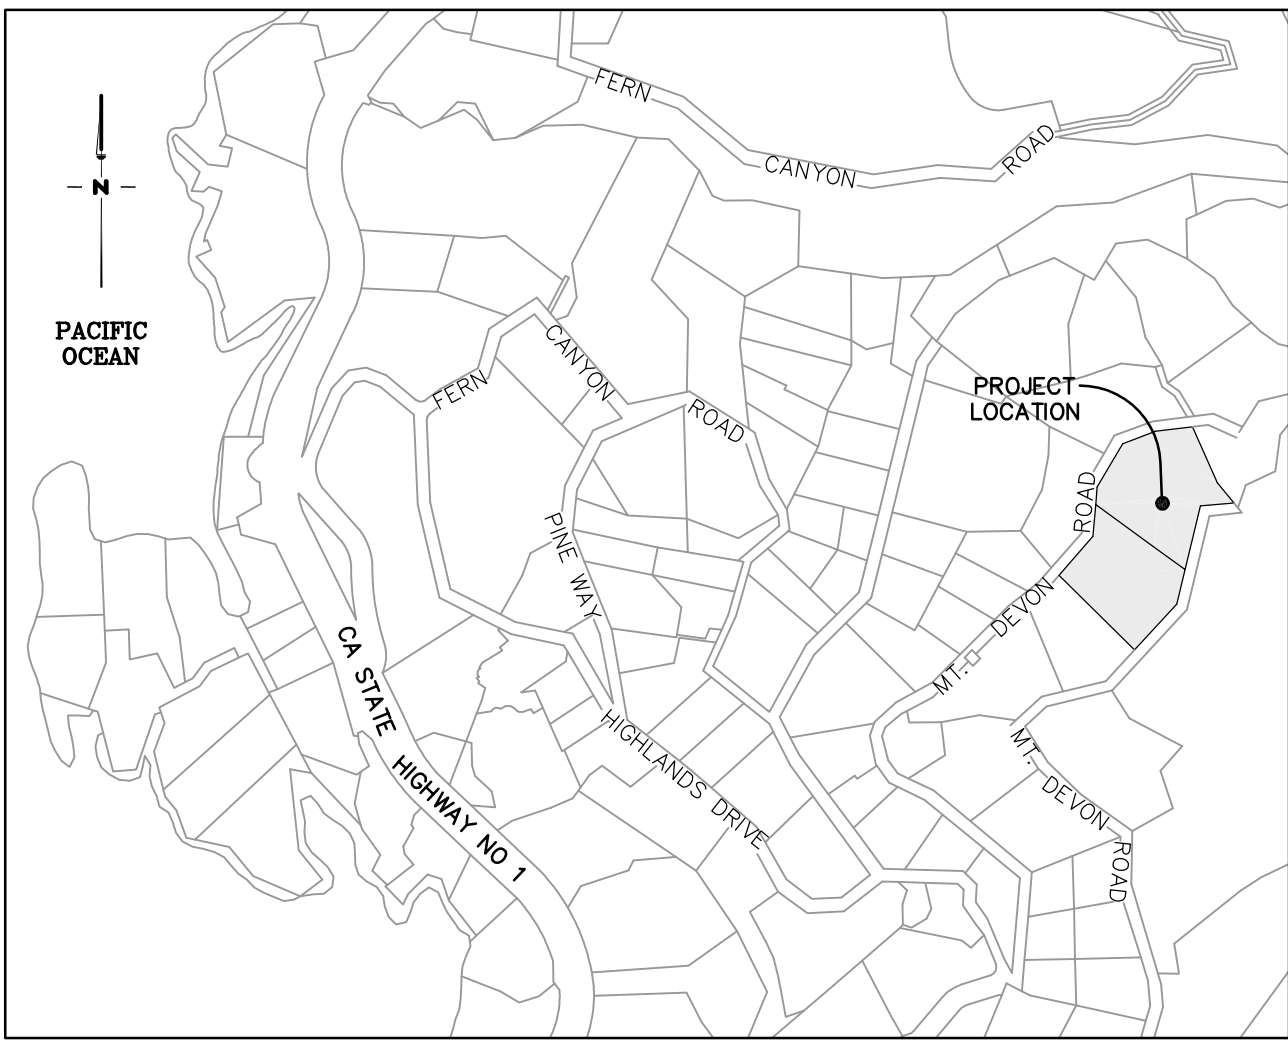 FERN
CANYON
ROAD
N
PACIFIC
OCEAN
CANYON
FERN
ROAD
PROJECT
LOCATION
ROAD
PINE WAY
DEVON
MT.
CA STATE HIGHWAY NO 1
HIGHLANDS DRIVE
MT. DEVON
ROAD